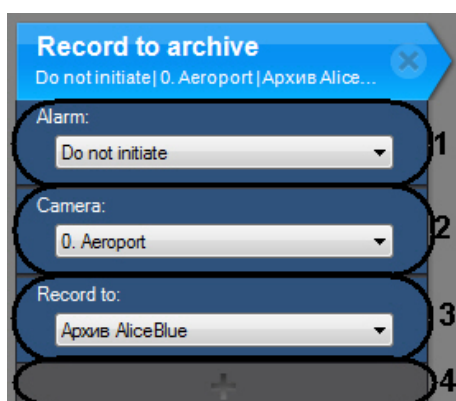 Record to archive
Do not initiate| 0. Aeroport |Архив Alice...
Alarm:
Do not initiate
1
Camera:
0. Aeroport
2
Record to:
Архив AliceBlue
3
+
4